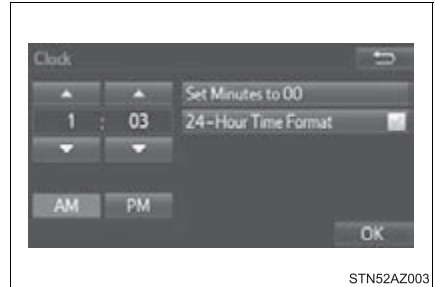 Clock
1 : 03
Set Minutes to 00
24-Hour Time Format
AM PM
OK
STN52AZ003